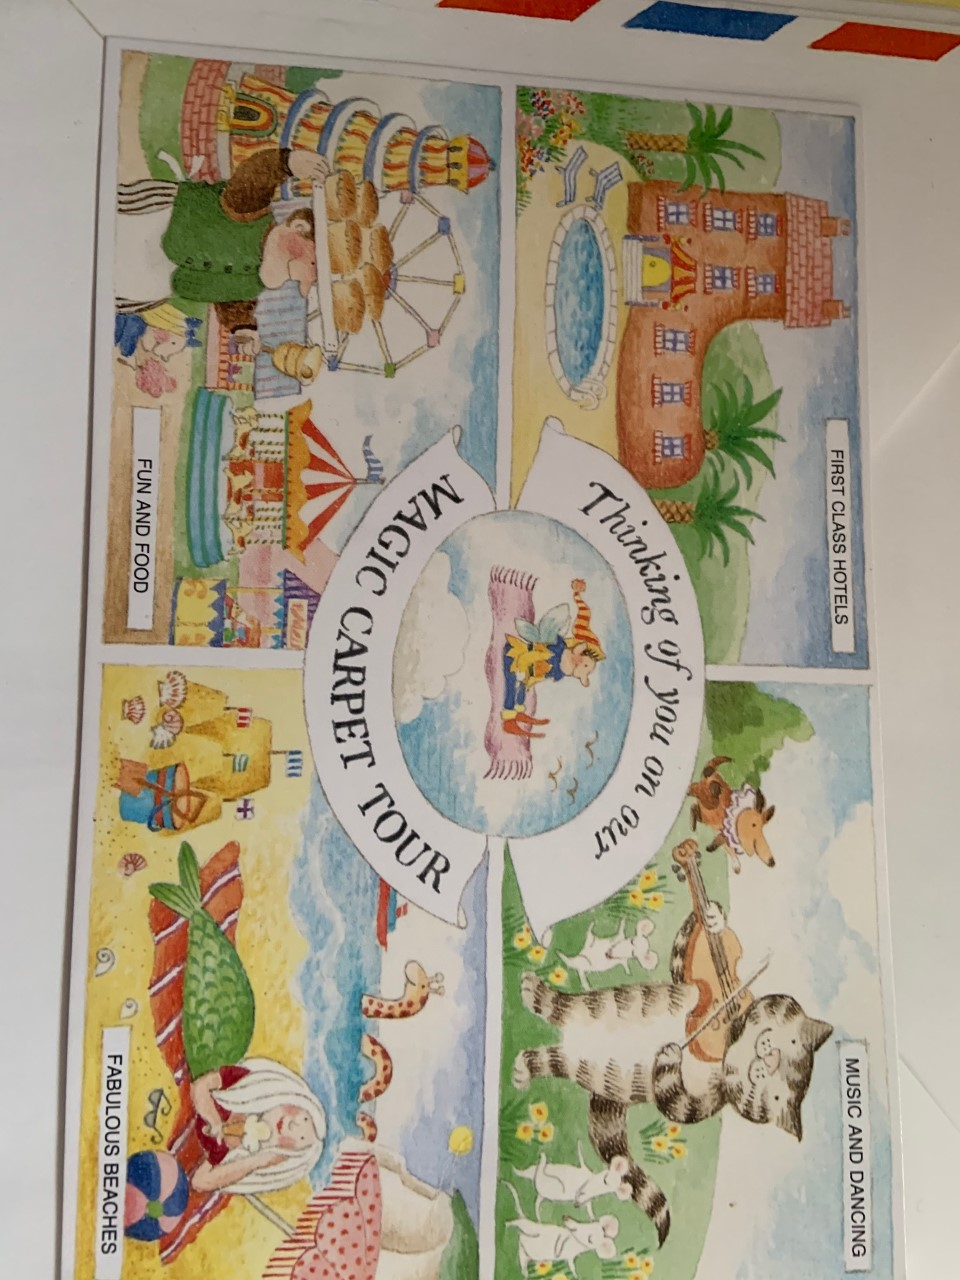 FIRST CLASS HOTELS
MUSIC AND DANCING
Thinking of you on our
MAGIC CARPET TOUR
FUN AND FOOD
FABULOUS BEACHES